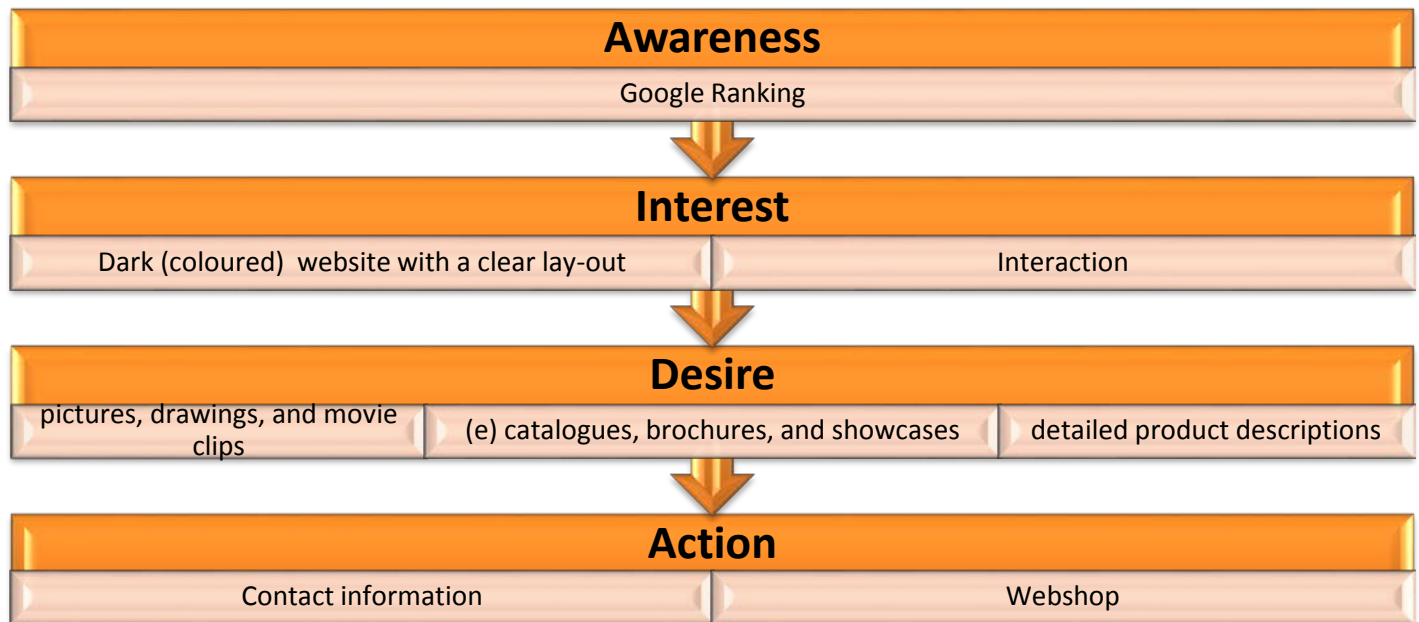 Awareness
Google Ranking
Interest
Dark (coloured) website with a clear lay-out
Interaction
Desire
pictures, drawings, and movie
clips
(e) catalogues, brochures, and showcases
detailed product descriptions
Action
Contact information
Webshop